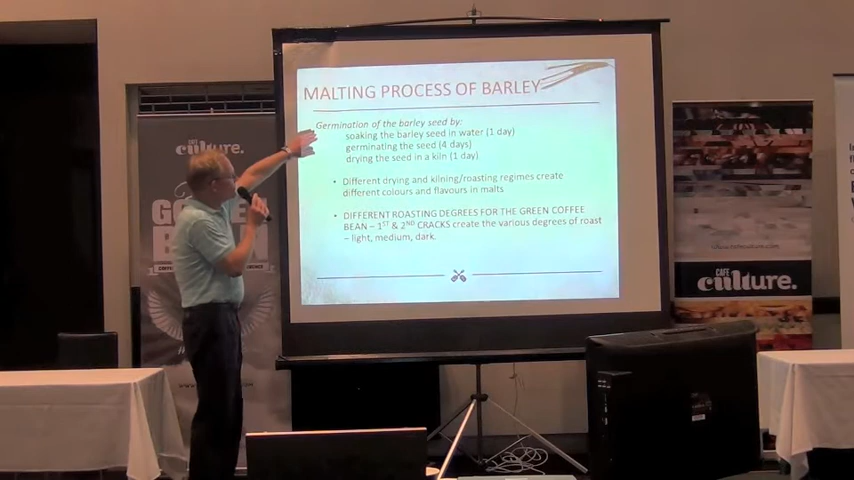 MALTING PROCESS OF BARLEY
Germination of the barley seed by:
soaking the barley seed in water (1 day)
germinating the seed (4 days)
drying the seed in a kiln (1 day)
• Different drying and kilning/roasting regimes create
different colours and flavours in malts
• DIFFERENT ROASTING DEGREES FOR THE GREEN COFFEE
BEAN – 1ST & 2ND CRACKS create the various degrees of roast
– light, medium, dark.
CAFE
culture.
CAFE
culture.